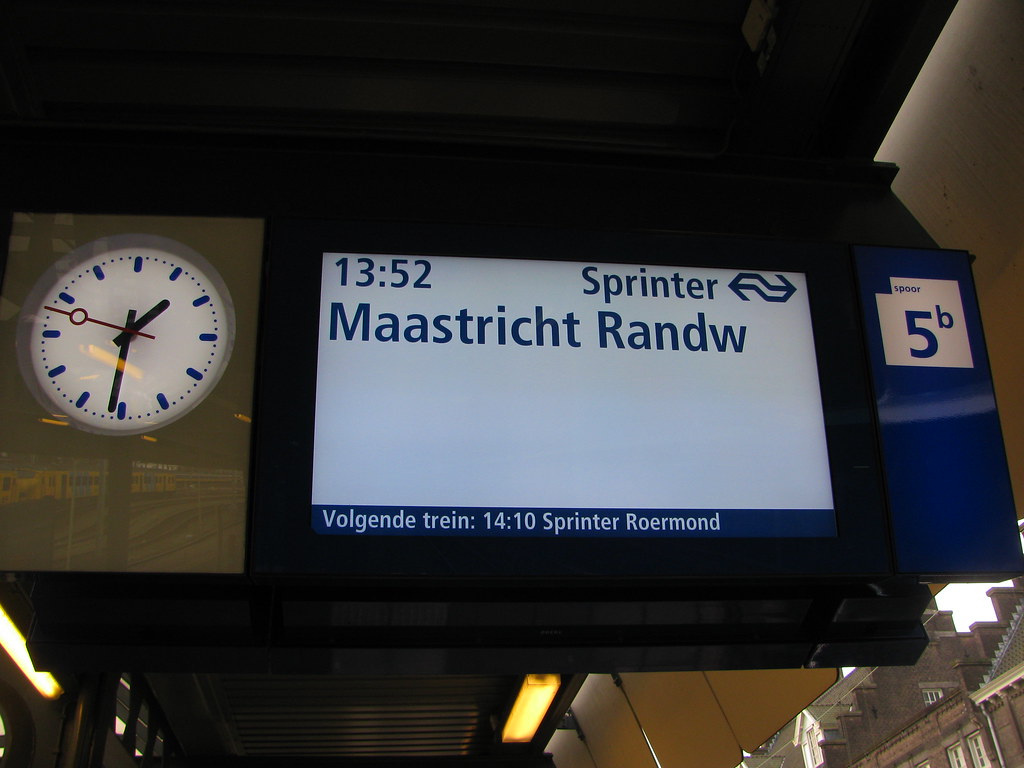 13:52 Sprinter
Maastricht Randw
Volgende trein: 14:10 Sprinter Roermond
spoor
5b